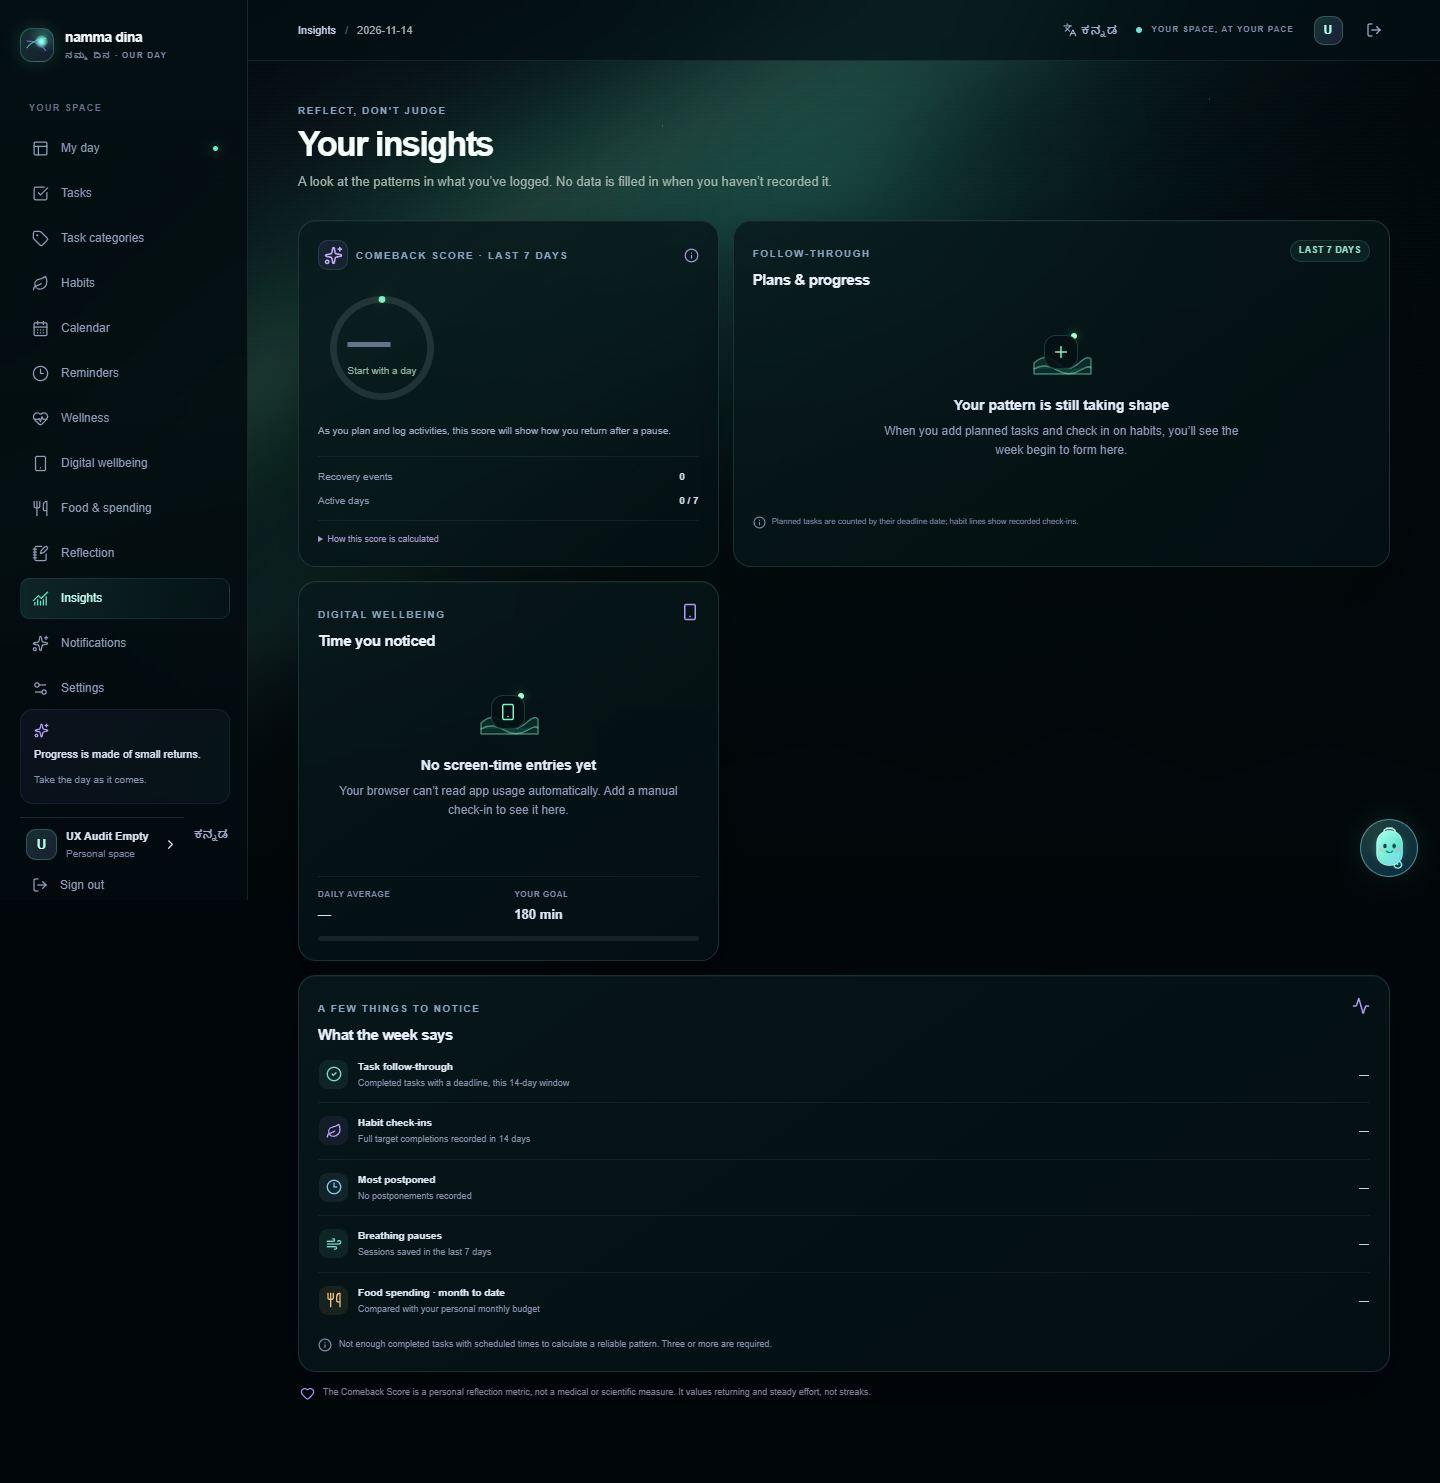 namma dina
ನಮ್ಮ ದಿನ · OUR DAY
YOUR SPACE
My day
Tasks
Task categories
Habits
Calendar
Reminders
Wellness
Digital wellbeing
Food & spending
Reflection
Insights
Notifications
Settings
Progress is made of small returns.
Take the day as it comes.
U
UX Audit Empty
Personal space
ಕನ್ನಡ
Sign out
Insights / 2026-11-14
ಕನ್ನಡ
YOUR SPACE, AT YOUR PACE
U
REFLECT, DON'T JUDGE
Your insights
A look at the patterns in what you’ve logged. No data is filled in when you haven’t recorded it.
COMEBACK SCORE · LAST 7 DAYS
—
Start with a day
As you plan and log activities, this score will show how you return after a pause.
Recovery events 0
Active days 0 / 7
How this score is calculated
FOLLOW-THROUGH
LAST 7 DAYS
Plans & progress
Your pattern is still taking shape
When you add planned tasks and check in on habits, you’ll see the
week begin to form here.
Planned tasks are counted by their deadline date; habit lines show recorded check-ins.
DIGITAL WELLBEING
Time you noticed
No screen-time entries yet
Your browser can’t read app usage automatically. Add a manual
check-in to see it here.
DAILY AVERAGE
—
YOUR GOAL
180 min
A FEW THINGS TO NOTICE
What the week says
Task follow-through
Completed tasks with a deadline, this 14-day window
—
Habit check-ins
Full target completions recorded in 14 days
—
Most postponed
No postponements recorded
—
Breathing pauses
Sessions saved in the last 7 days
—
Food spending · month to date
Compared with your personal monthly budget
—
Not enough completed tasks with scheduled times to calculate a reliable pattern. Three or more are required.
The Comeback Score is a personal reflection metric, not a medical or scientific measure. It values returning and steady effort, not streaks.